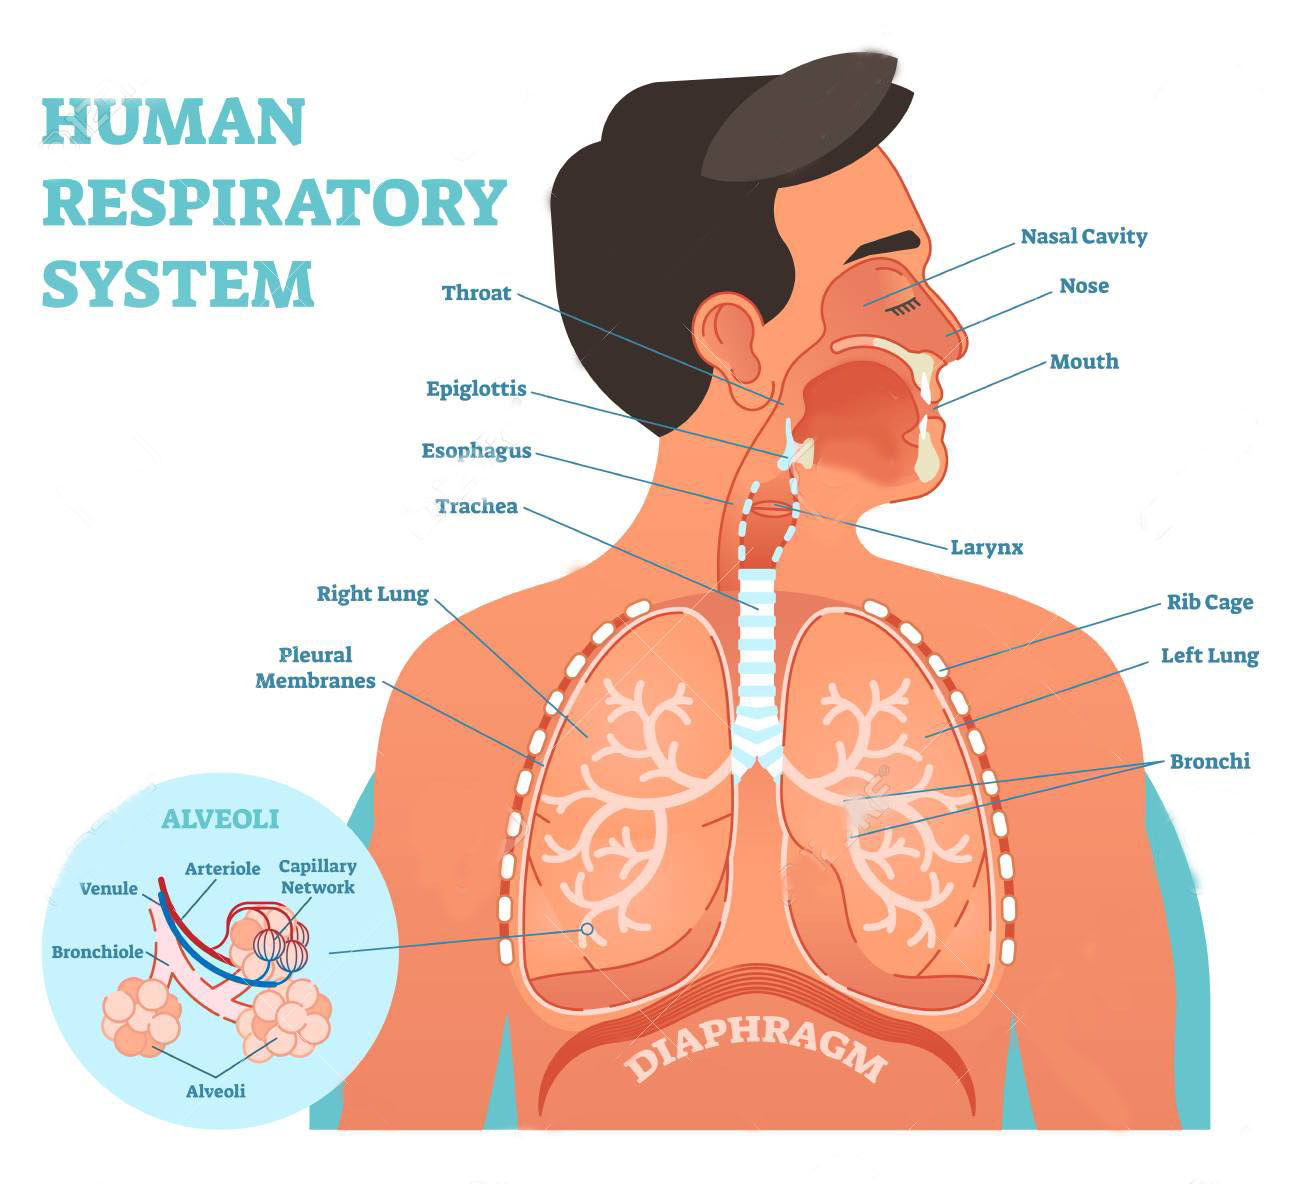 HUMAN
RESPIRATORY
SYSTEM
Nasal Cavity
Nose
Mouth
Throat
Epiglottis
Esophagus
Trachea
Larynx
Right Lung
Rib Cage
Pleural
Membranes
Left Lung
Bronchi
ALVEOLI
Arteriole
Capillary
Network
Venule
Bronchiole
Alveoli
DIAPHRAGM